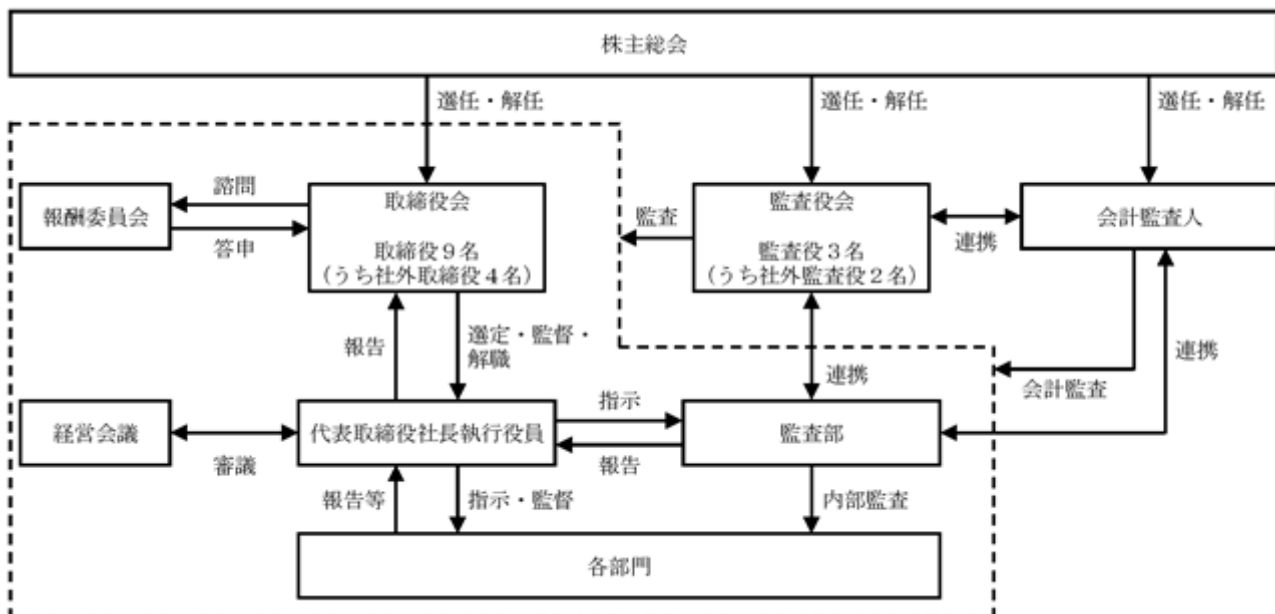 株主総会
選任・解任
選任・解任
選任・解任
報酬委員会
諮問
答申
取締役会
取締役9名
(うち社外取締役4名)
監査
監査役会
監査役3名
(うち社外監査役2名)
連携
会計監査人
報告
選定・監督・
解職
連携
会計監査
連携
経営会議
審議
代表取締役社長執行役員
指示
報告
監査部
報告等
指示・監督
内部監査
各部門